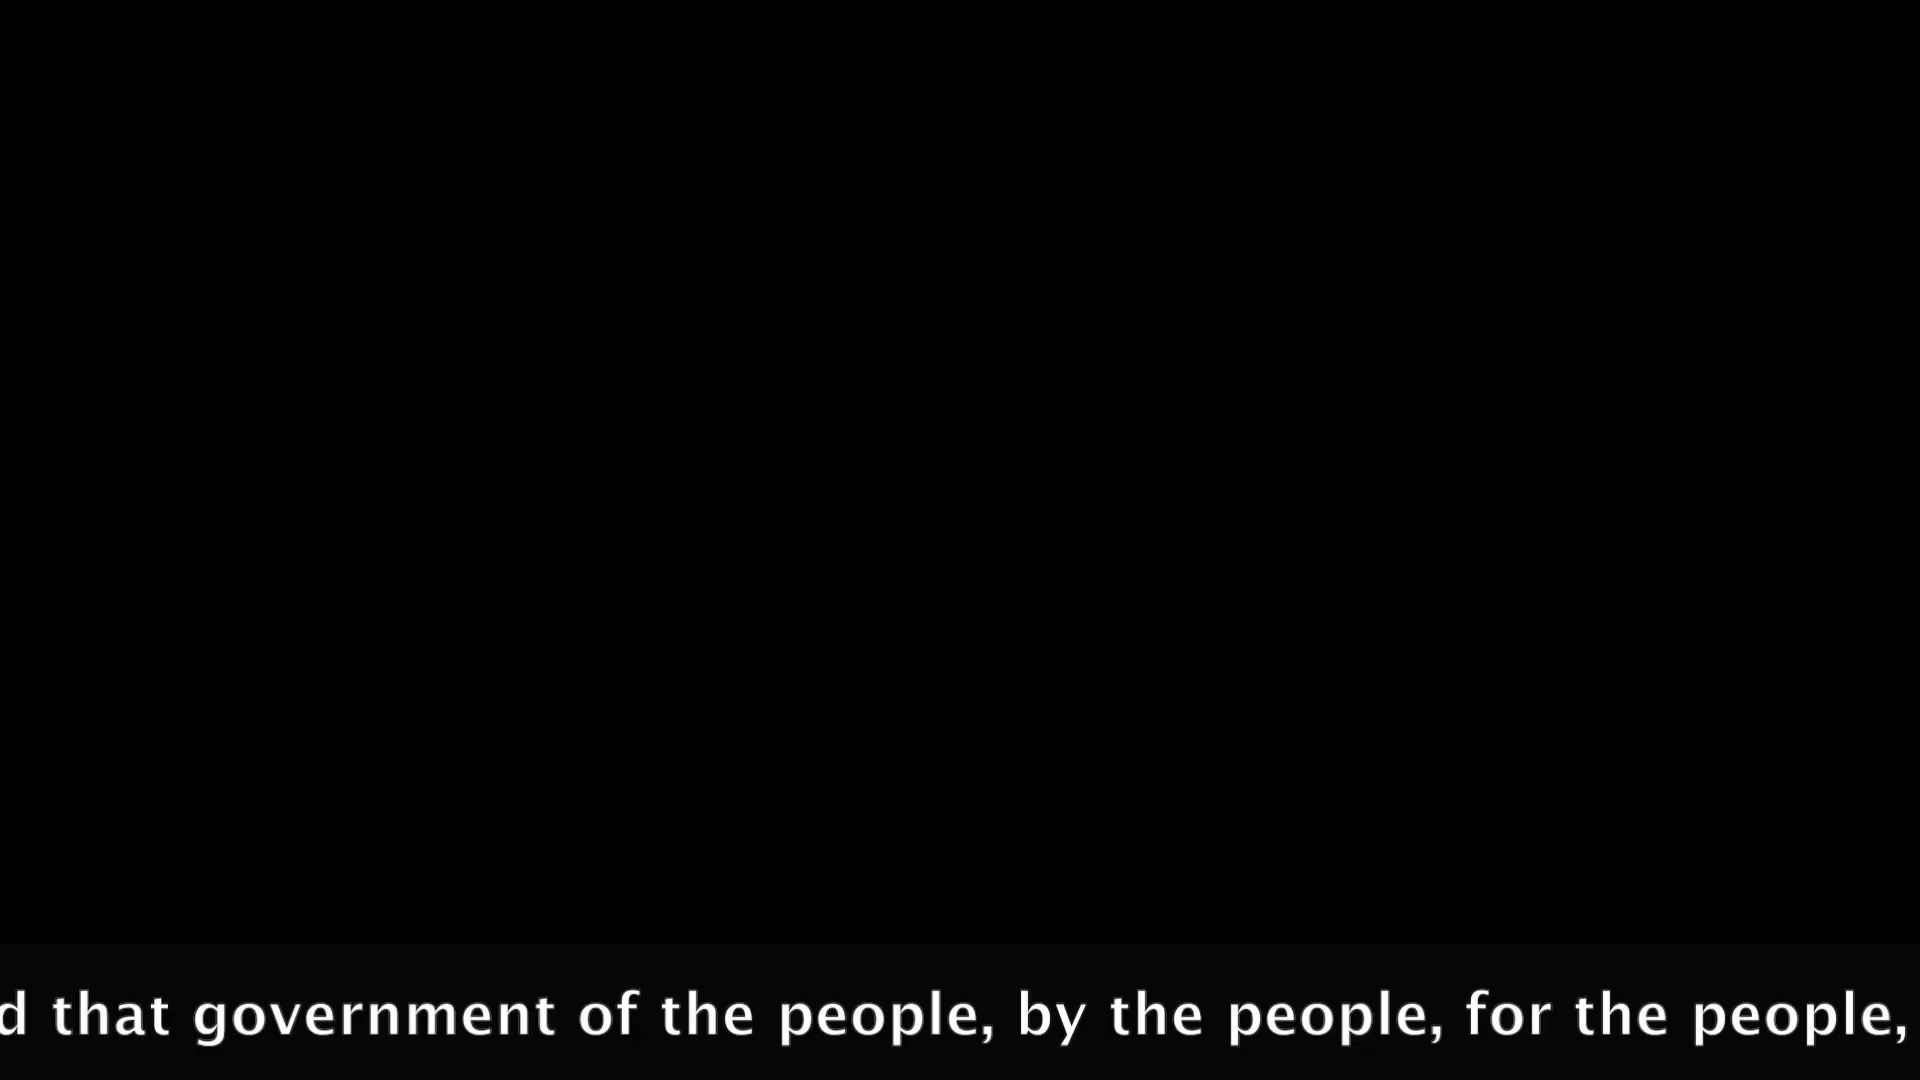 d that government of the people, by the people, for the people,